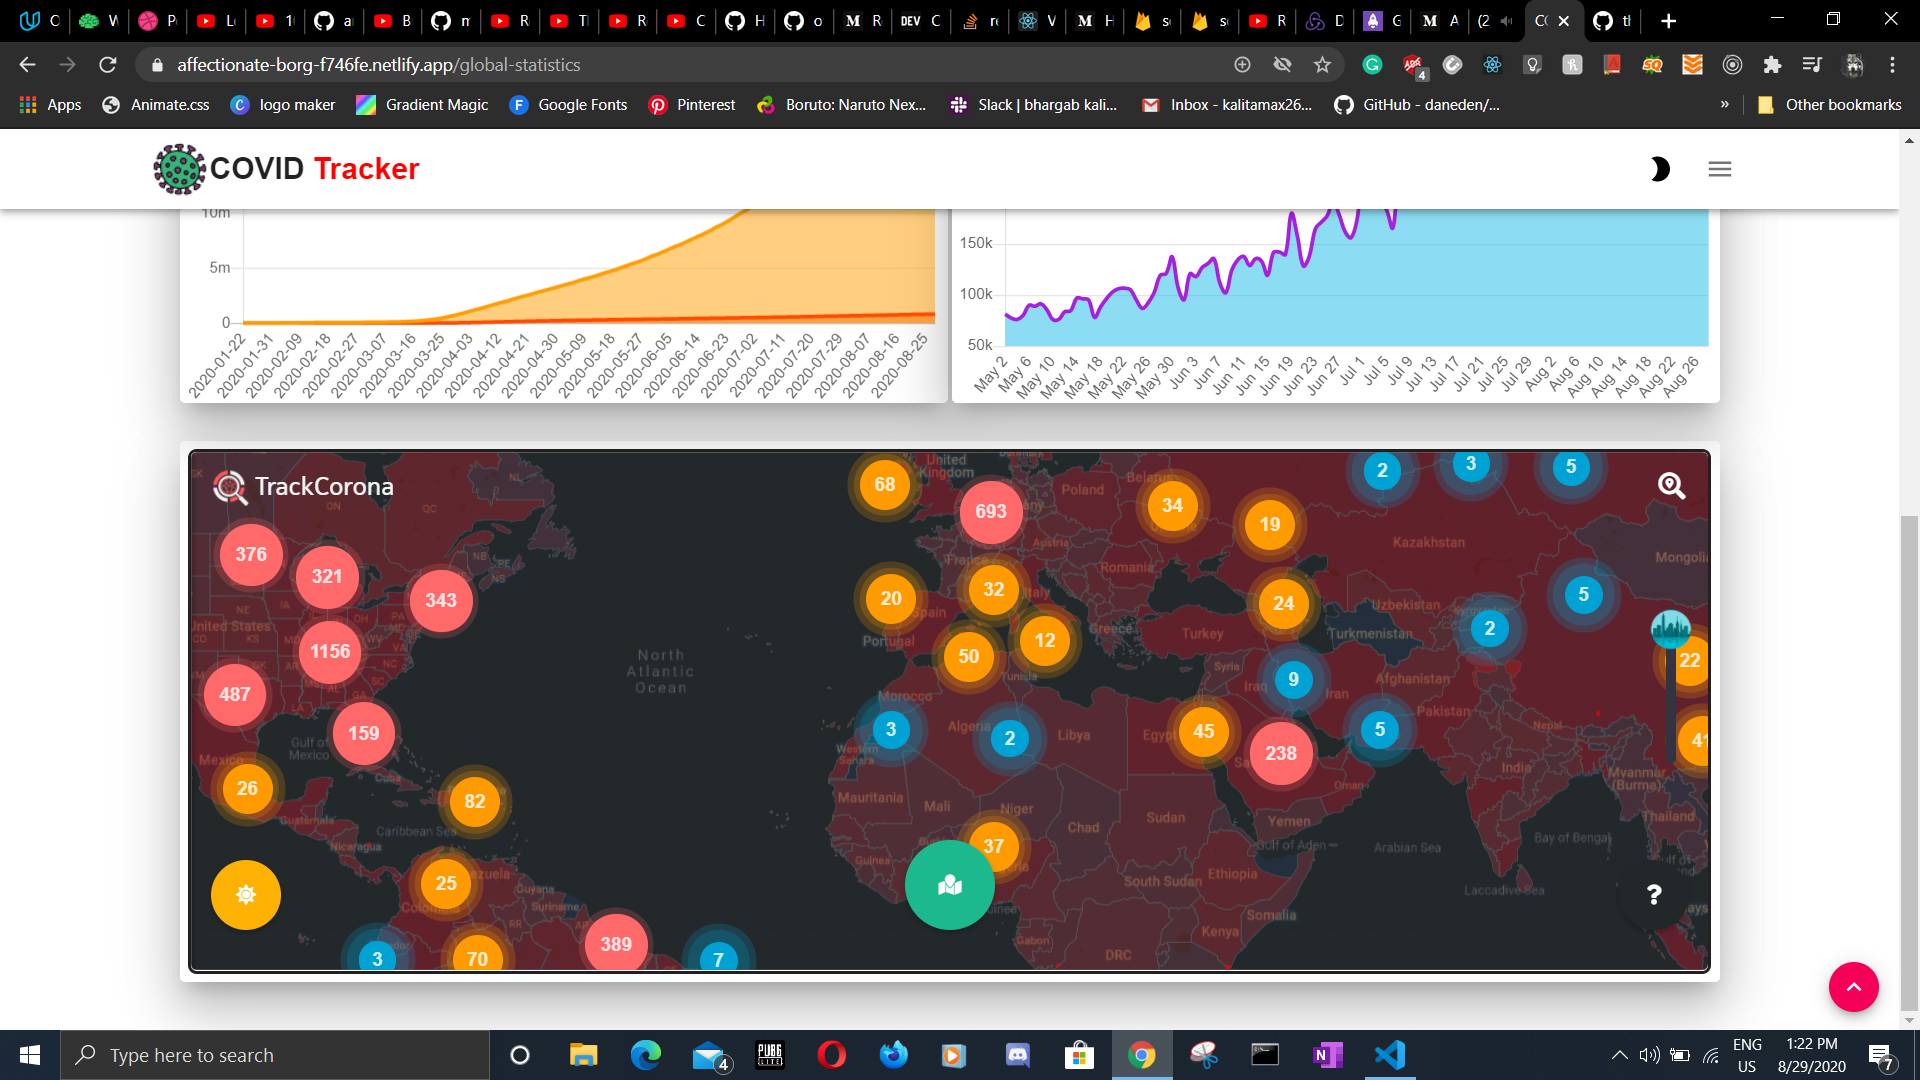 affectionate-borg-f746fe.netlify.app/global-statistics
Apps
Animate.css
logo maker
Gradient Magic
Google Fonts
Pinterest
Boruto: Naruto Nex...
Slack | bhargab kali...
Inbox - kalitamax26...
GitHub - daneden/...
»
Other bookmarks
COVID Tracker
10m
5m
0
2020-01-22
2020-01-31
2020-02-09
2020-02-18
2020-02-27
2020-03-07
2020-03-16
2020-03-25
2020-04-03
2020-04-12
2020-04-21
2020-04-30
2020-05-09
2020-05-18
2020-05-27
2020-06-05
2020-06-14
2020-06-23
2020-07-02
2020-07-11
2020-07-20
2020-07-29
2020-08-07
2020-08-16
2020-08-25
150k
100k
50k
May 2
May 6
May 10
May 14
May 18
May 22
May 26
May 30
Jun 3
Jun 7
Jun 11
Jun 15
Jun 19
Jun 23
Jun 27
Jul 1
Jul 5
Jul 9
Jul 13
Jul 17
Jul 21
Jul 25
Jul 29
Aug 2
Aug 6
Aug 10
Aug 14
Aug 18
Aug 22
Aug 26
TrackCorona
United Kingdom
Poland
Kazakhstan
Mongolia
Austria
Romania
France
Italy
Spain
Portugal
Greece
Turkey
Uzbekistan
Turkmenistan
Syria
Iraq
Iran
Afghanistan
Pakistan
Nepal
India
Myanmar (Burma)
Thailand
Bay of Bengal
Arabian Sea
Laccadive Sea
North Atlantic Ocean
United States
Gulf of Mexico
Mexico
Cuba
Guatemala
Caribbean Sea
Nicaragua
Guyana
Suriname
Morocco
Algeria
Tunisia
Libya
Egypt
Western Sahara
Mauritania
Mali
Niger
Chad
Sudan
Yemen
Oman
Gulf of Aden
Guinea
South Sudan
Ethiopia
Somalia
Kenya
Gabon
DRC
ON
QC
NL
NB
PE
NS
68
693
34
19
2
3
5
376
321
343
20
32
12
50
24
5
2
22
1156
487
159
9
3
2
45
238
5
26
82
37
25
389
3
70
7
?
Type here to search
4
PUBG LITE
ENG
US
1:22 PM
8/29/2020
7